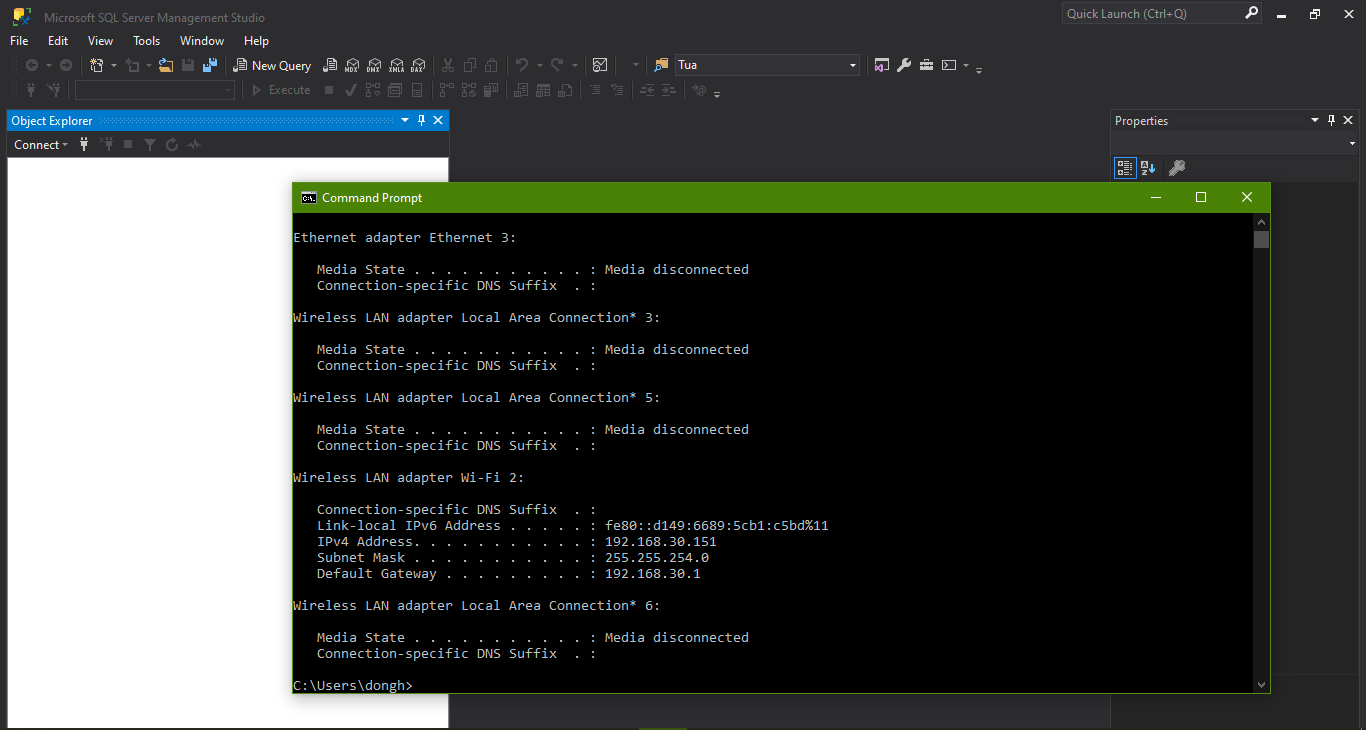 Microsoft SQL Server Management Studio
Quick Launch (Ctrl+Q)
File Edit View Tools Window Help
New Query MDX DMX XMLA DAX Tua
Execute
Object Explorer
Connect
Properties
Command Prompt
Ethernet adapter Ethernet 3:
Media State . . . . . . . . . . . : Media disconnected
Connection-specific DNS Suffix . :
Wireless LAN adapter Local Area Connection* 3:
Media State . . . . . . . . . . . : Media disconnected
Connection-specific DNS Suffix . :
Wireless LAN adapter Local Area Connection* 5:
Media State . . . . . . . . . . . : Media disconnected
Connection-specific DNS Suffix . :
Wireless LAN adapter Wi-Fi 2:
Connection-specific DNS Suffix . :
Link-local IPv6 Address . . . . . : fe80::d149:6689:5cb1:c5bd%11
IPv4 Address. . . . . . . . . . . : 192.168.30.151
Subnet Mask . . . . . . . . . . . : 255.255.254.0
Default Gateway . . . . . . . . . : 192.168.30.1
Wireless LAN adapter Local Area Connection* 6:
Media State . . . . . . . . . . . : Media disconnected
Connection-specific DNS Suffix . :
C:\Users\dongh>